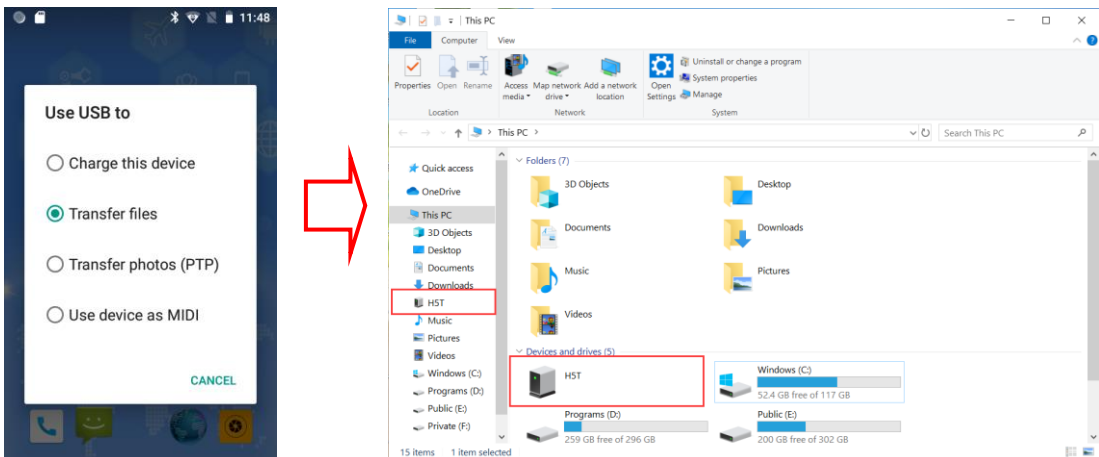 11:48
Use USB to
Charge this device
Transfer files
Transfer photos (PTP)
Use device as MIDI
CANCEL
This PC
File Computer View
Properties Open Rename
Access media Map network drive Add a network location
Open Settings
Uninstall or change a program
System properties
Manage
Location Network System
This PC
Search This PC
Quick access
OneDrive
This PC
3D Objects
Desktop
Documents
Downloads
H5T
Music
Pictures
Videos
Windows (C:)
Programs (D:)
Public (E:)
Private (F:)
Folders (7)
3D Objects
Desktop
Documents
Downloads
Music
Pictures
Videos
Devices and drives (5)
H5T
Windows (C:)
52.4 GB free of 117 GB
Programs (D:)
259 GB free of 296 GB
Public (E:)
200 GB free of 302 GB
15 items 1 item selected